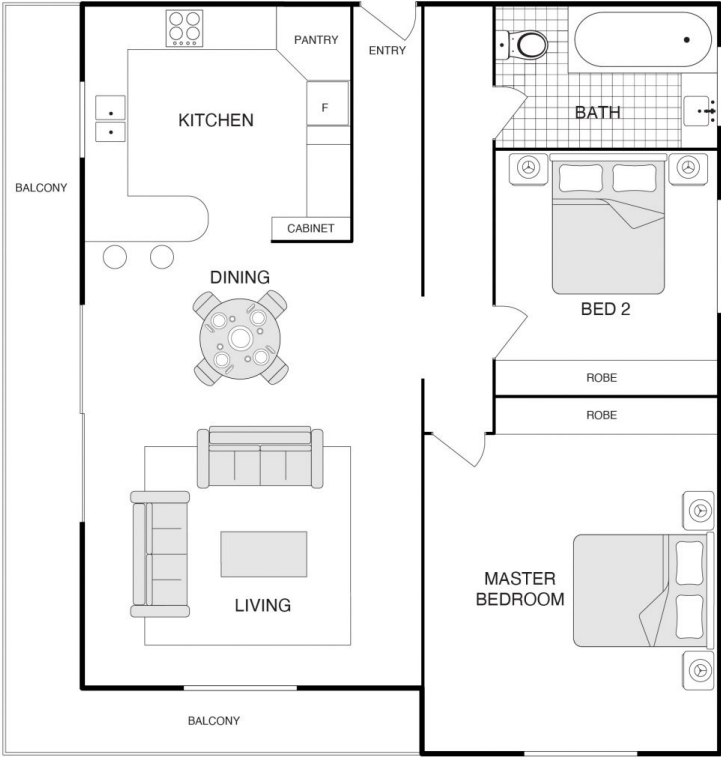 PANTRY
ENTRY
F
KITCHEN
BATH
BALCONY
CABINET
DINING
BED 2
ROBE
ROBE
MASTER
BEDROOM
LIVING
BALCONY